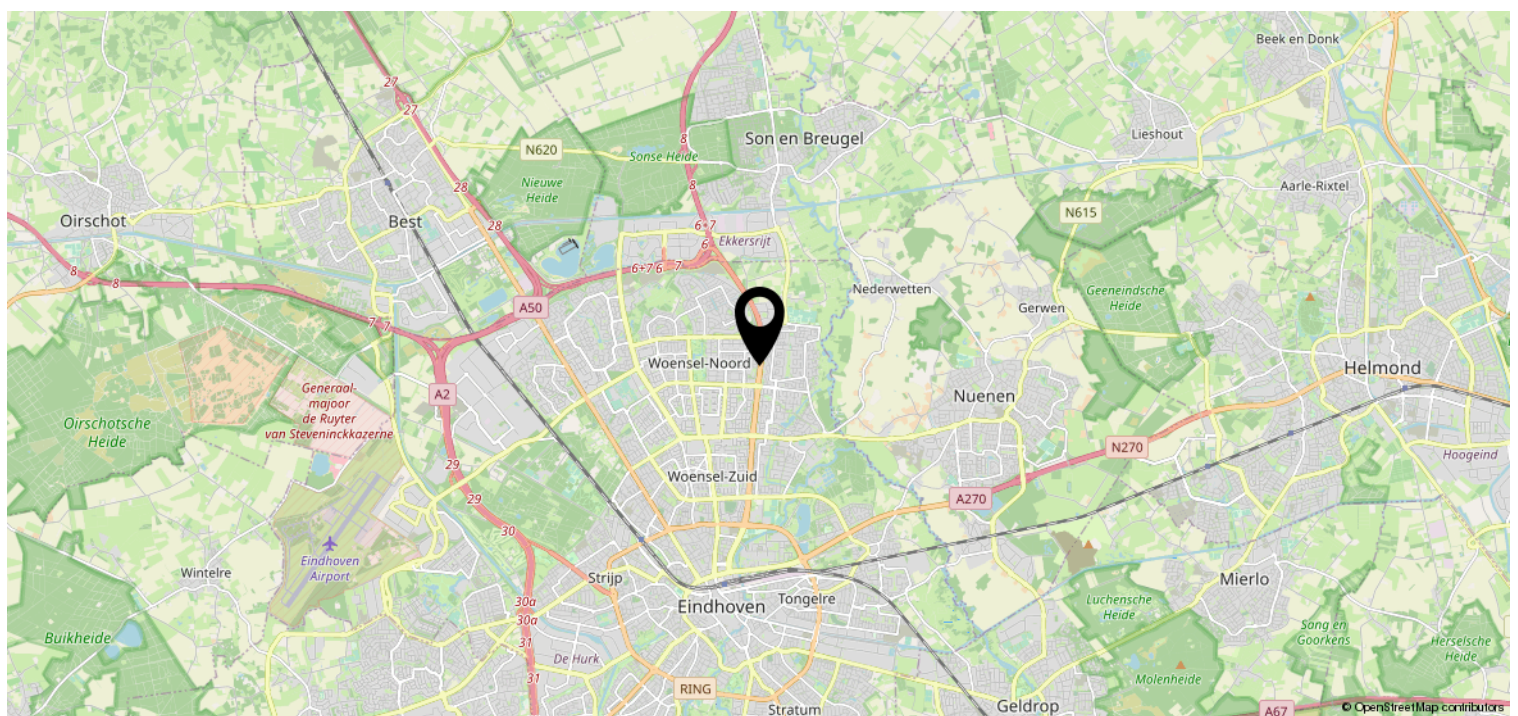 Beek en Donk
27
27
8
Son en Breugel
Lieshout
N620
Sonse Heide
28
8
Nieuwe
Heide
Aarle-Rixtel
Oirschot
Best
N615
28
6+7
6
Ekkersrijt
8
8
6+7
6
7
Nederwetten
Geeneindsche
Heide
A50
Gerwen
7
7
Woensel-Noord
Helmond
Generaal-
majoor
de Ruyter
van Steveninckkazerne
A2
Nuenen
Oirschotsche
Heide
N270
Hoogeind
29
Woensel-Zuid
29
A270
30
Eindhoven
Airport
Wintelre
Strijp
Mierlo
Eindhoven
Tongelre
30a
30a
Luchensche
Heide
Buikheide
31
Sang en
Goorkens
Herselsche
Heide
De Hurk
31
Molenheide
RING
Stratum
Geldrop
A67
© OpenStreetMap contributors